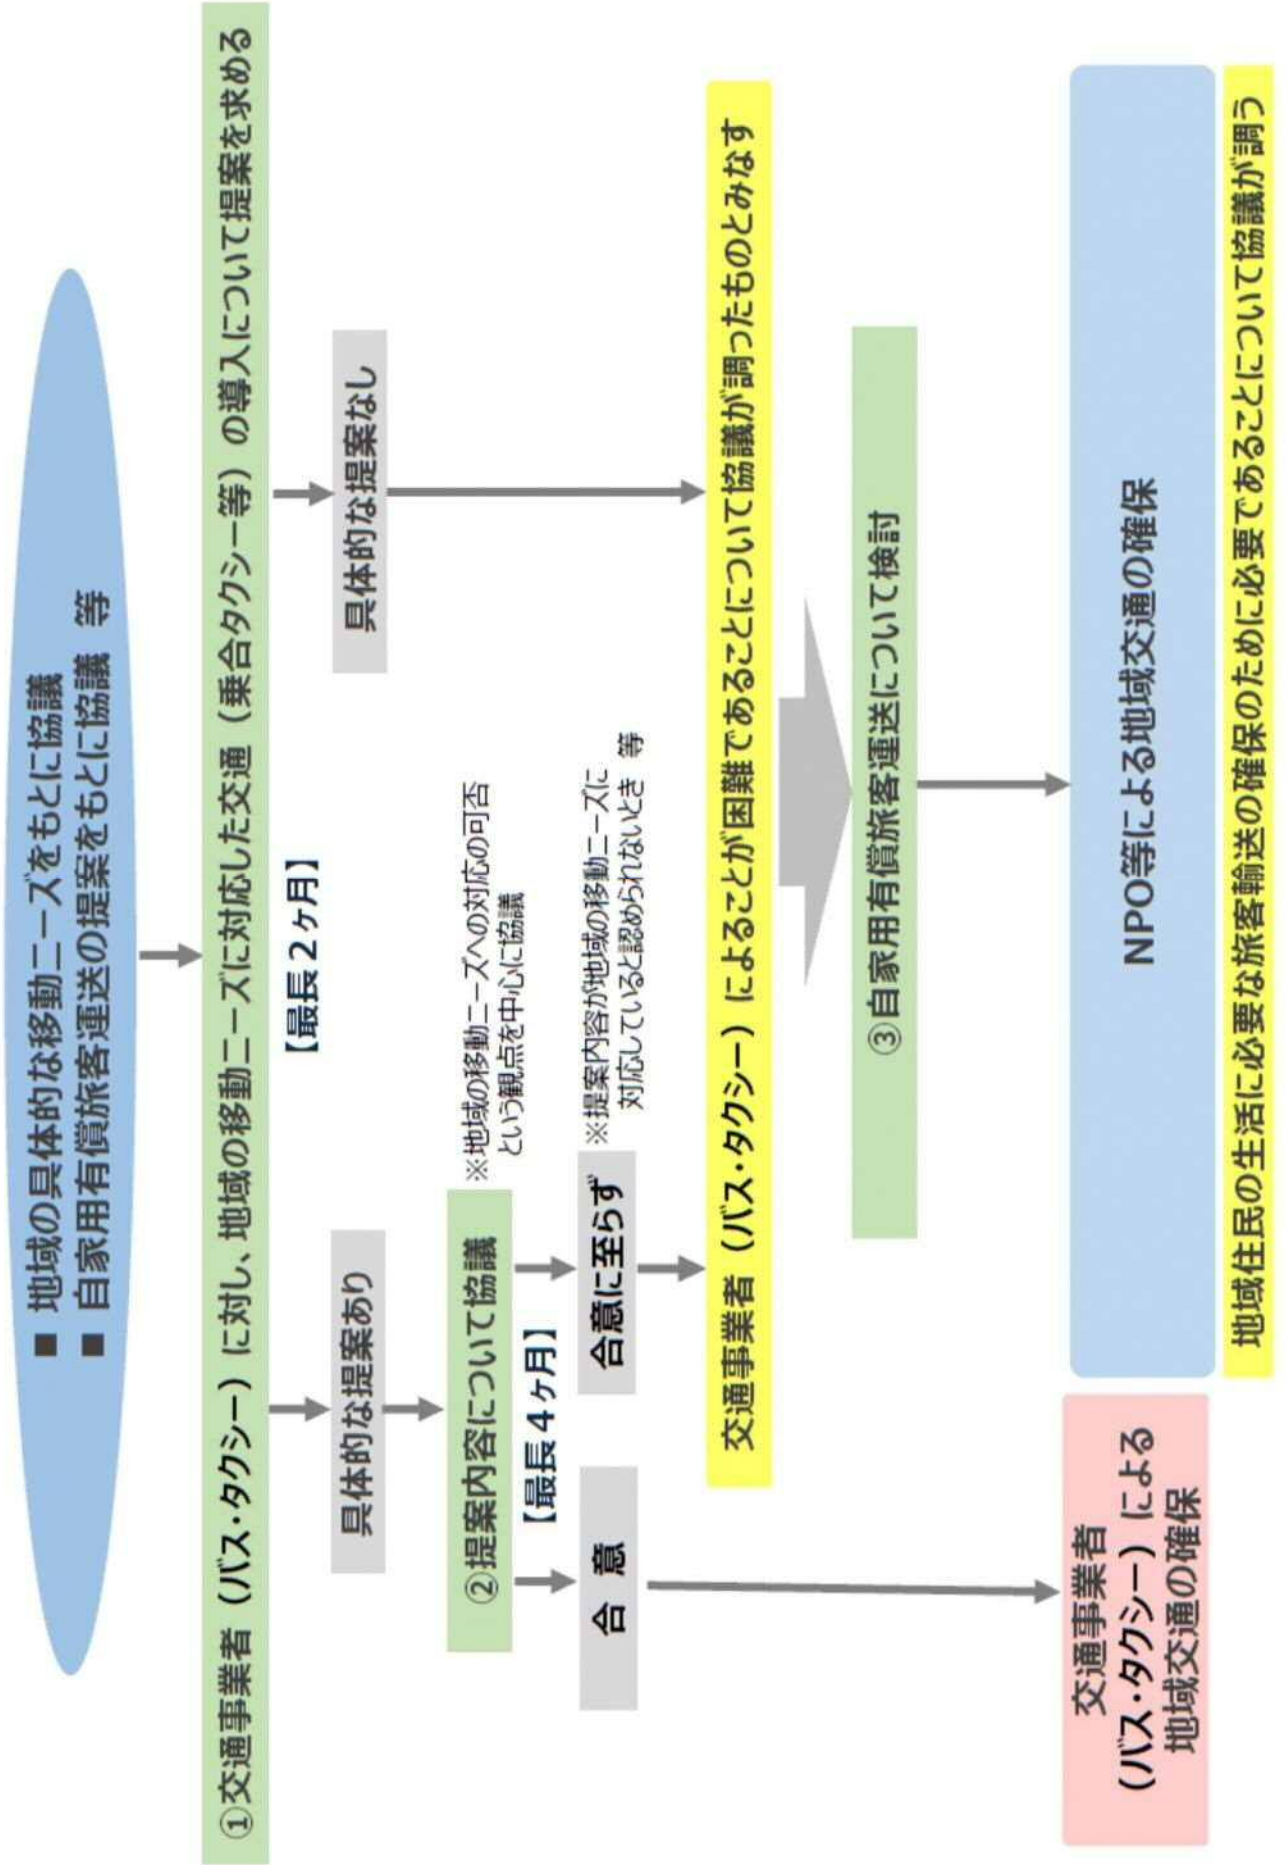 ■ 地域の具体的な移動ニーズをもとに協議
■ 自家用有償旅客運送の提案をもとに協議 等
①交通事業者（バス・タクシー）に対し、地域の移動ニーズに対応した交通（乗合タクシー等）の導入について提案を求める
【最長２ヶ月】
具体的な提案あり
具体的な提案なし
②提案内容について協議
※地域の移動ニーズへの対応の可否
という観点を中心に協議
【最長４ヶ月】
合 意
合意に至らず
※提案内容が地域の移動ニーズに
対応していると認められないとき 等
交通事業者（バス・タクシー）によることが困難であることについて協議が調ったものとみなす
③自家用有償旅客運送について検討
交通事業者
（バス・タクシー）による
地域交通の確保
NPO等による地域交通の確保
地域住民の生活に必要な旅客輸送の確保のために必要であることについて協議が調う